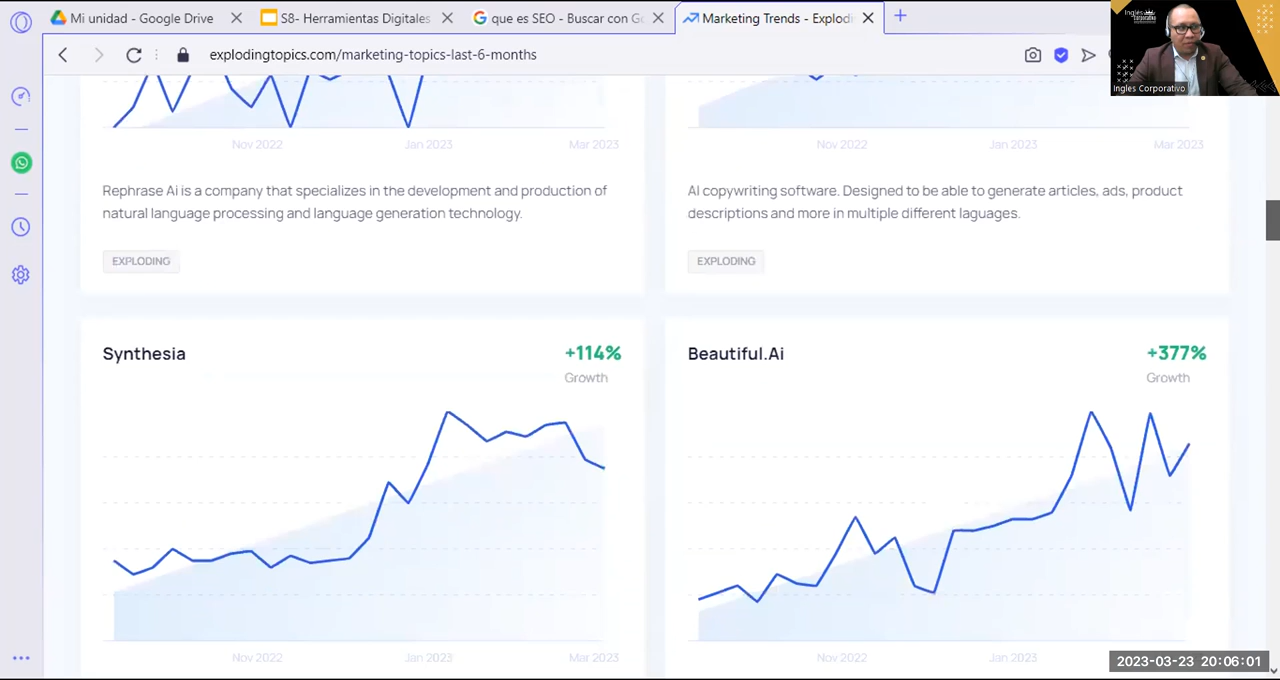 Mi unidad - Google Drive
S8- Herramientas Digitales
que es SEO - Buscar con Go
Marketing Trends - Explodi
explodingtopics.com/marketing-topics-last-6-months
Inglés
Corporativo
Ingles Corporativo
Nov 2022 Jan 2023 Mar 2023
Nov 2022 Jan 2023 Mar 2023
Rephrase Ai is a company that specializes in the development and production of
natural language processing and language generation technology.
EXPLODING
AI copywriting software. Designed to be able to generate articles, ads, product
descriptions and more in multiple different laguages.
EXPLODING
Synthesia
+114%
Growth
Nov 2022 Jan 2023 Mar 2023
Beautiful.Ai
+377%
Growth
Nov 2022 Jan 2023
2023-03-23 20:06:01